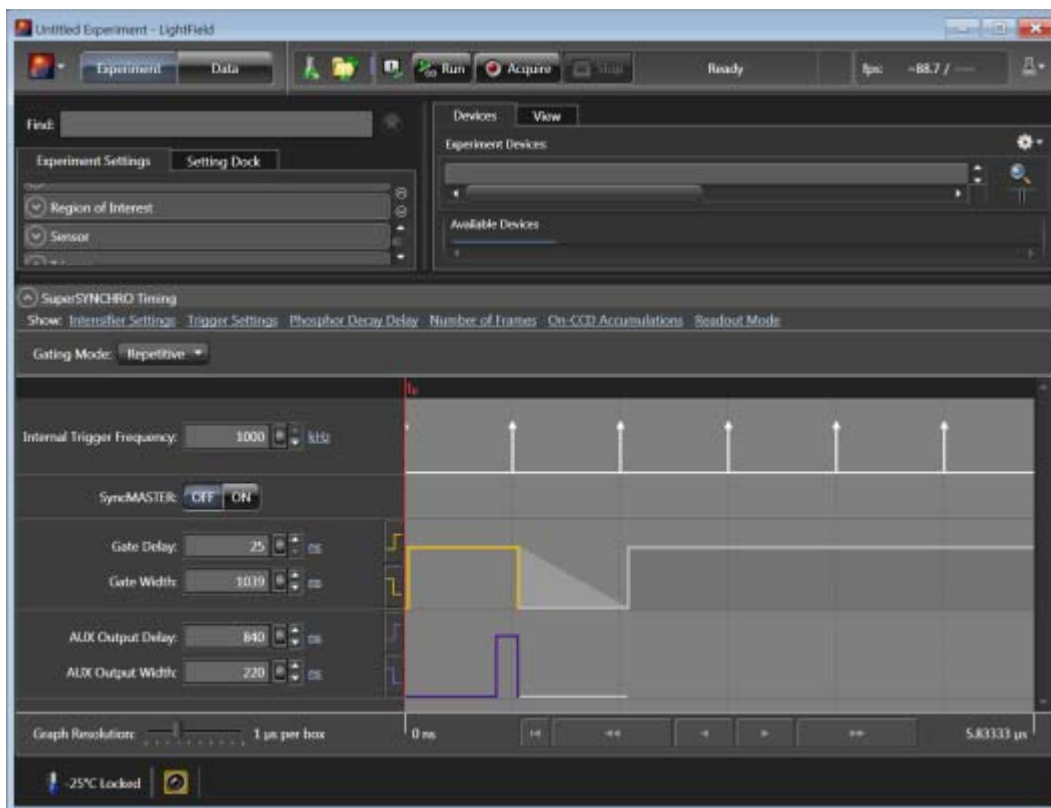 Untitled Experiment - LightField
Experiment Data Run Acquire Stop Ready fps: ~88.7 / ----
Find:
Devices View
Experiment Devices
Experiment Settings Setting Dock
Region of Interest
Sensor
Available Devices
SuperSYNCHRO Timing
Show: Intensifier Settings Trigger Settings Phosphor Decay Delay Number of Frames On-CCD Accumulations Readout Mode
Gating Mode: Repetitive
Internal Trigger Frequency: 1000 kHz
SyncMASTER: OFF ON
Gate Delay: 25 ns
Gate Width: 1039 ns
AUX Output Delay: 840 ns
AUX Output Width: 220 ns
Graph Resolution: 1 µs per box 0 ns 5.83333 µs
-25°C Locked